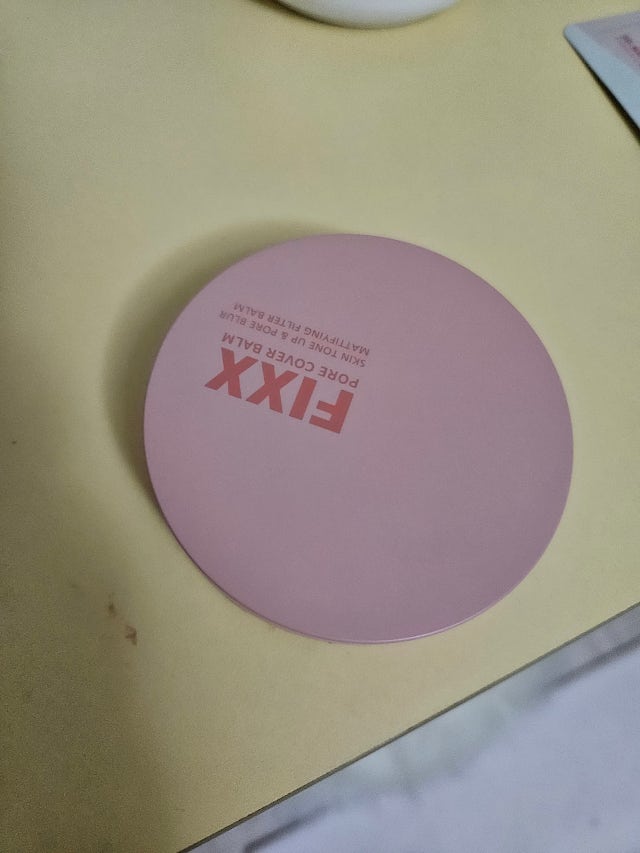 FIXX
PORE COVER BALM
SKIN TONE UP & PORE BLUR
MATTIFYING FILTER BALM